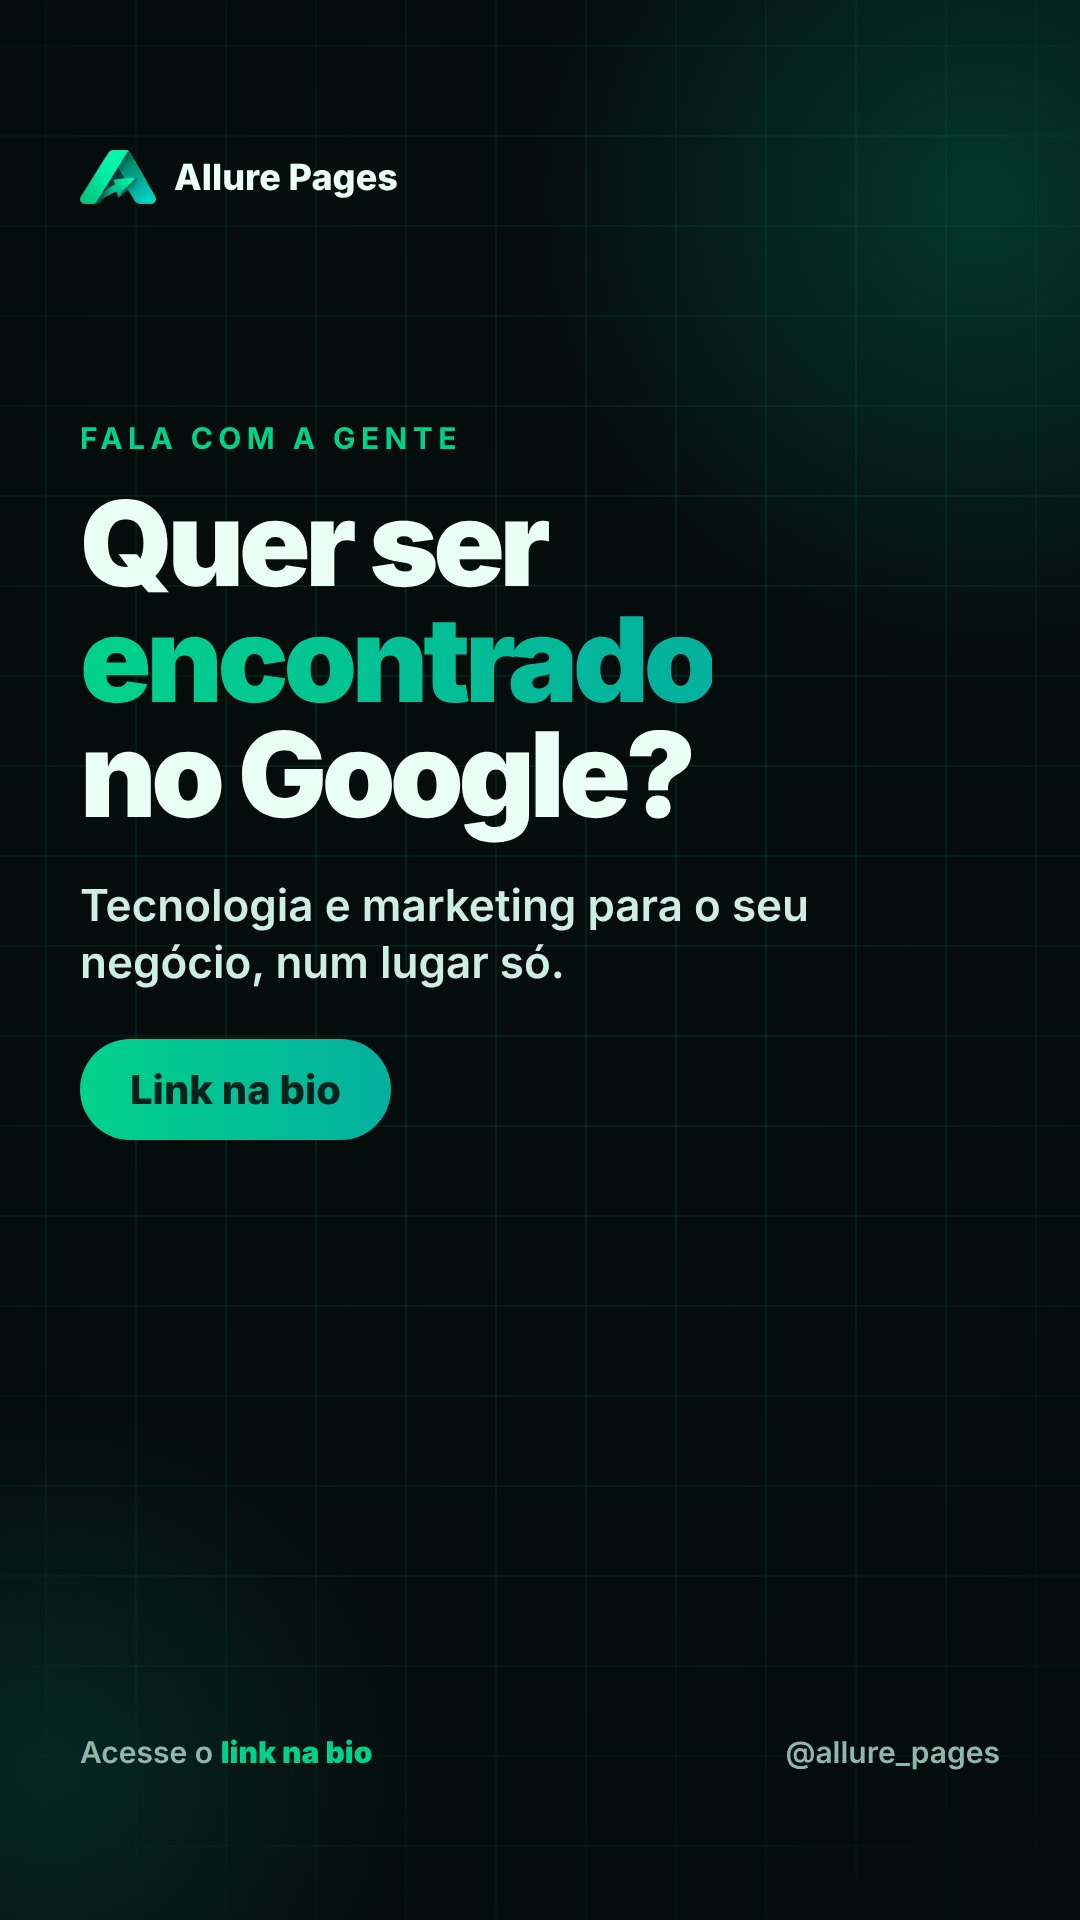 Allure Pages
FALA COM A GENTE
Quer ser
encontrado
no Google?
Tecnologia e marketing para o seu
negócio, num lugar só.
Link na bio
Acesse o link na bio
@allure_pages